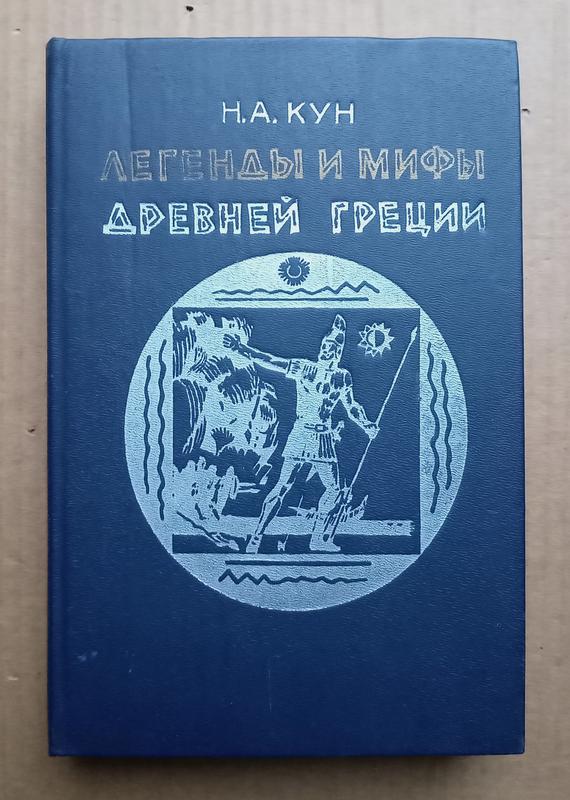 Н.А. КУН
ЛЕГЕНДЫ И МИФЫ
ДРЕВНЕЙ ГРЕЦИИ